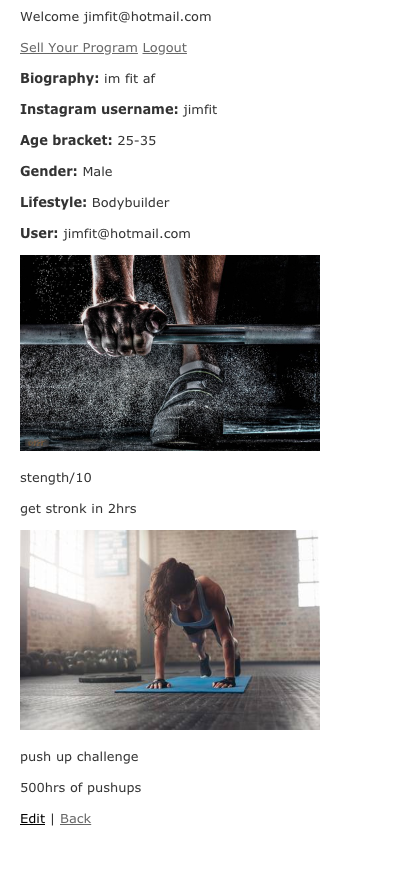 Welcome jimfit@hotmail.com
Sell Your Program Logout
Biography: im fit af
Instagram username: jimfit
Age bracket: 25-35
Gender: Male
Lifestyle: Bodybuilder
User: jimfit@hotmail.com
stength/10
get stronk in 2hrs
push up challenge
500hrs of pushups
Edit | Back